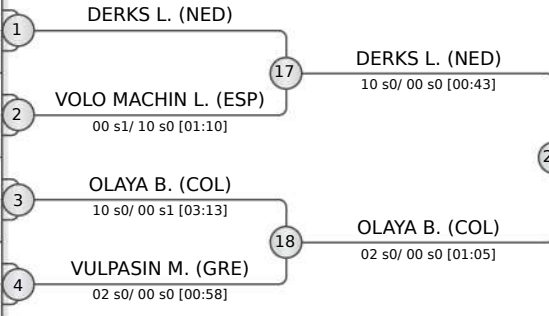 1
DERKS L. (NED)
17
DERKS L. (NED)
10 s0/ 00 s0 [00:43]
2
VOLO MACHIN L. (ESP)
00 s1/ 10 s0 [01:10]
3
OLAYA B. (COL)
10 s0/ 00 s1 [03:13]
18
OLAYA B. (COL)
02 s0/ 00 s0 [01:05]
4
VULPASIN M. (GRE)
02 s0/ 00 s0 [00:58]